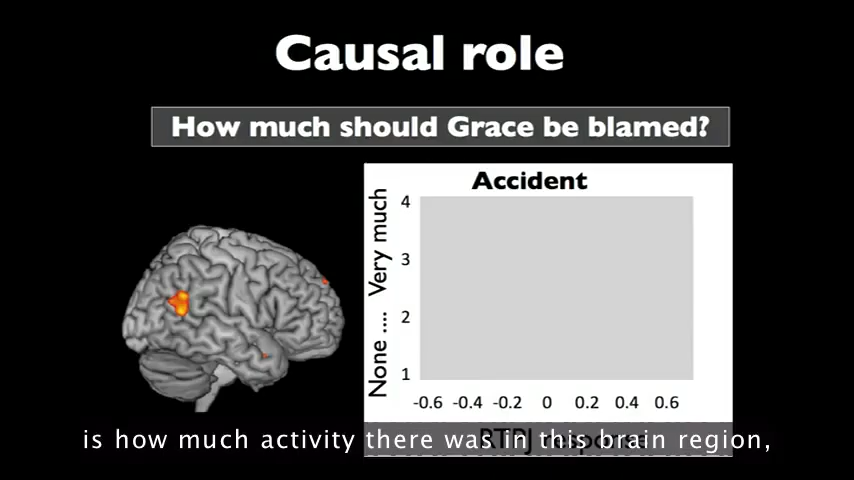 Causal role
How much should Grace be blamed?
Accident
None .... Very much
4
3
2
1
-0.6 -0.4 -0.2 0 0.2 0.4 0.6
RTPJ response
is how much activity there was in this brain region,